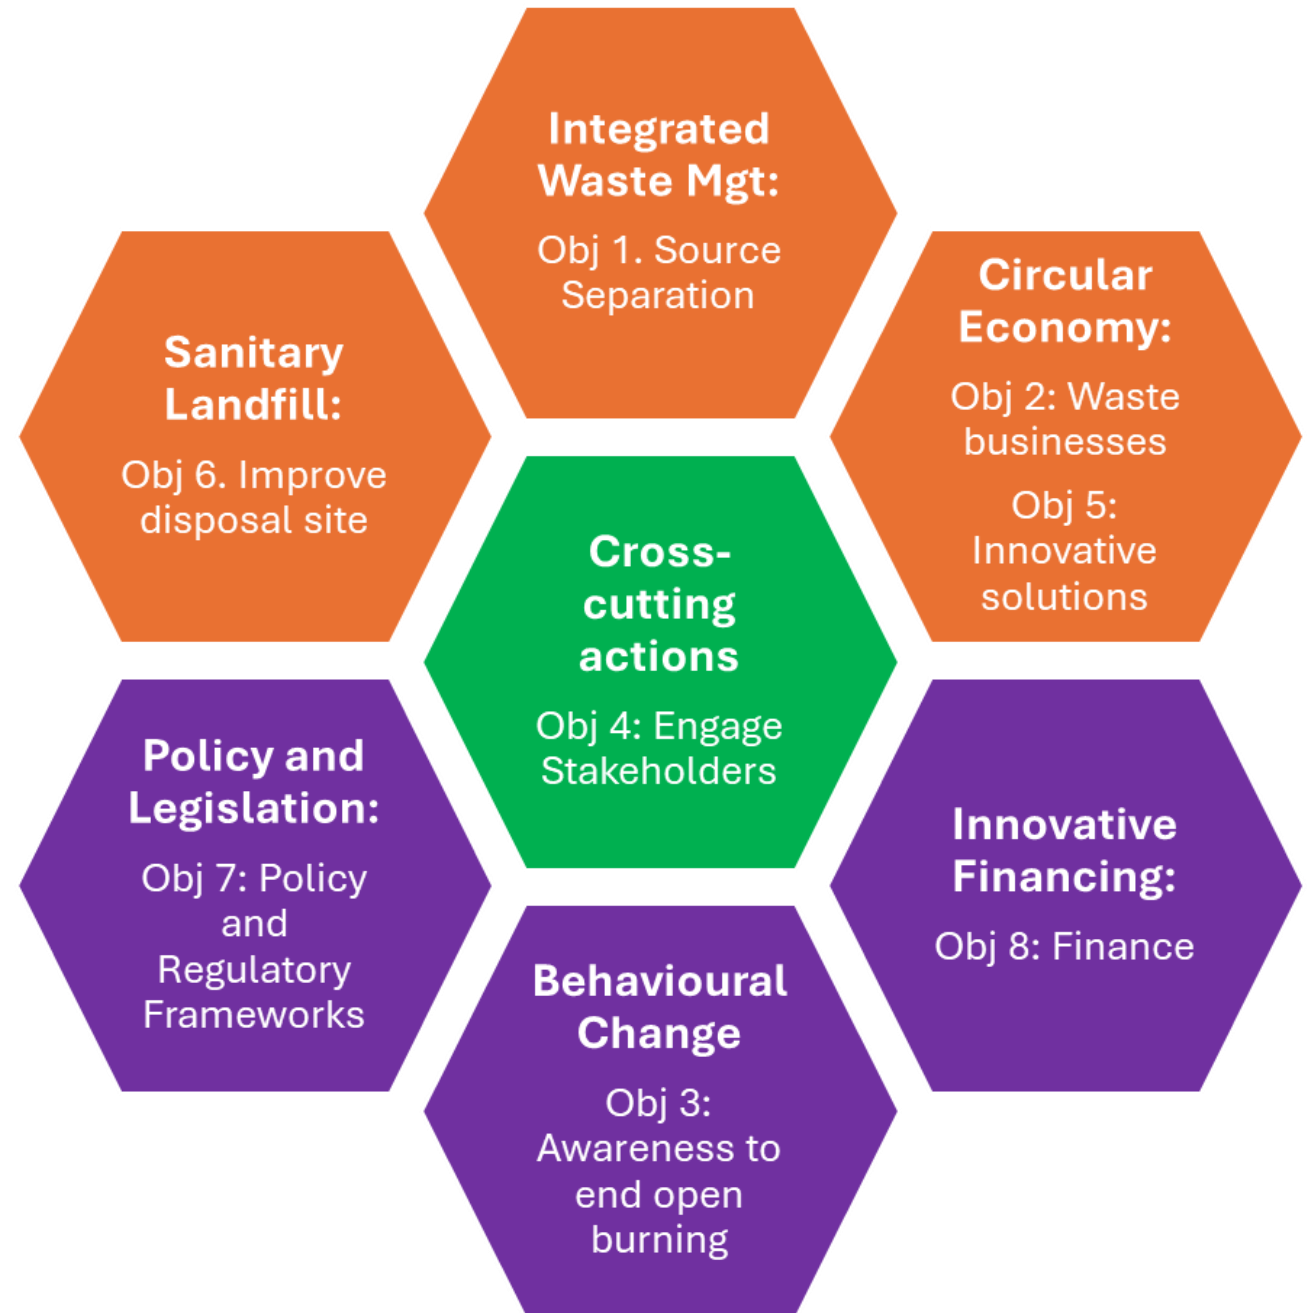 Integrated
Waste Mgt:
Obj 1. Source
Separation
Circular
Economy:
Obj 2: Waste
businesses
Obj 5:
Innovative
solutions
Sanitary
Landfill:
Obj 6. Improve
disposal site
Cross-
cutting
actions
Obj 4: Engage
Stakeholders
Policy and
Legislation:
Obj 7: Policy
and
Regulatory
Frameworks
Innovative
Financing:
Obj 8: Finance
Behavioural
Change
Obj 3:
Awareness to
end open
burning